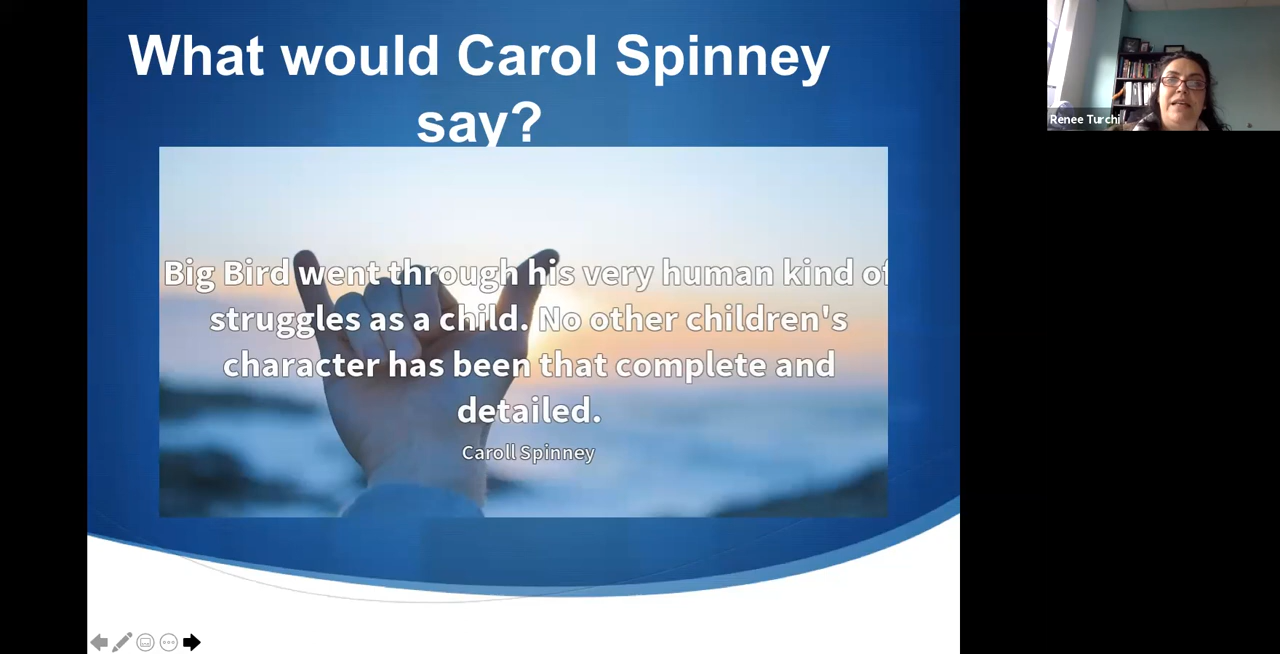 What would Carol Spinney
say?
Big Bird went through his very human kind of
struggles as a child. No other children's
character has been that complete and
detailed.
Caroll Spinney
Renee Turchi